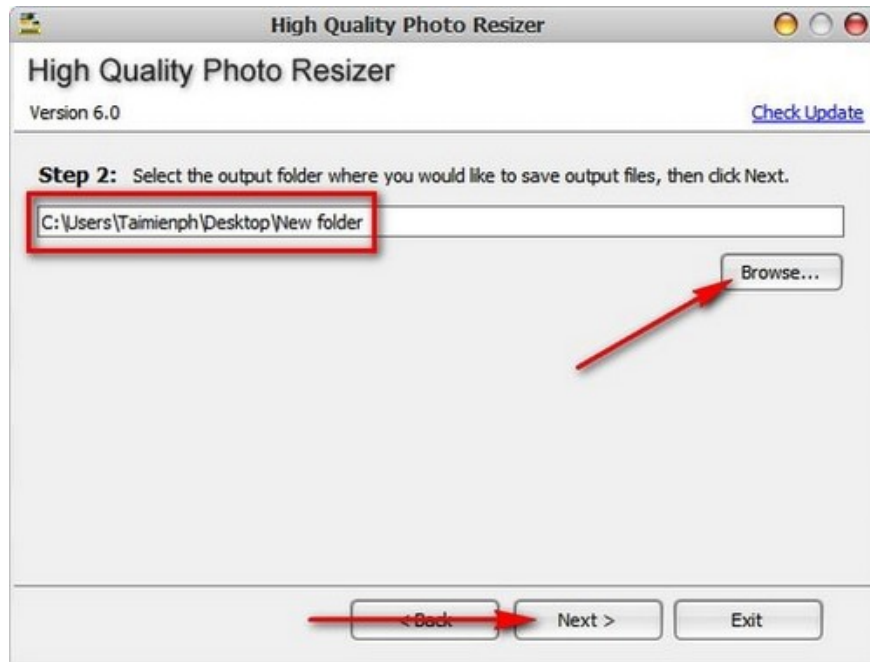 High Quality Photo Resizer
High Quality Photo Resizer
Version 6.0
Check Update
Step 2: Select the output folder where you would like to save output files, then click Next.
C:\Users\Taimienph\Desktop\New folder
Browse...
< Back
Next >
Exit